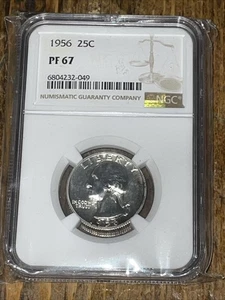 1956 25C
PF 67
6804232-049
NUMISMATIC GUARANTY COMPANY
NGC
LIBERTY
IN GOD WE
TRUST